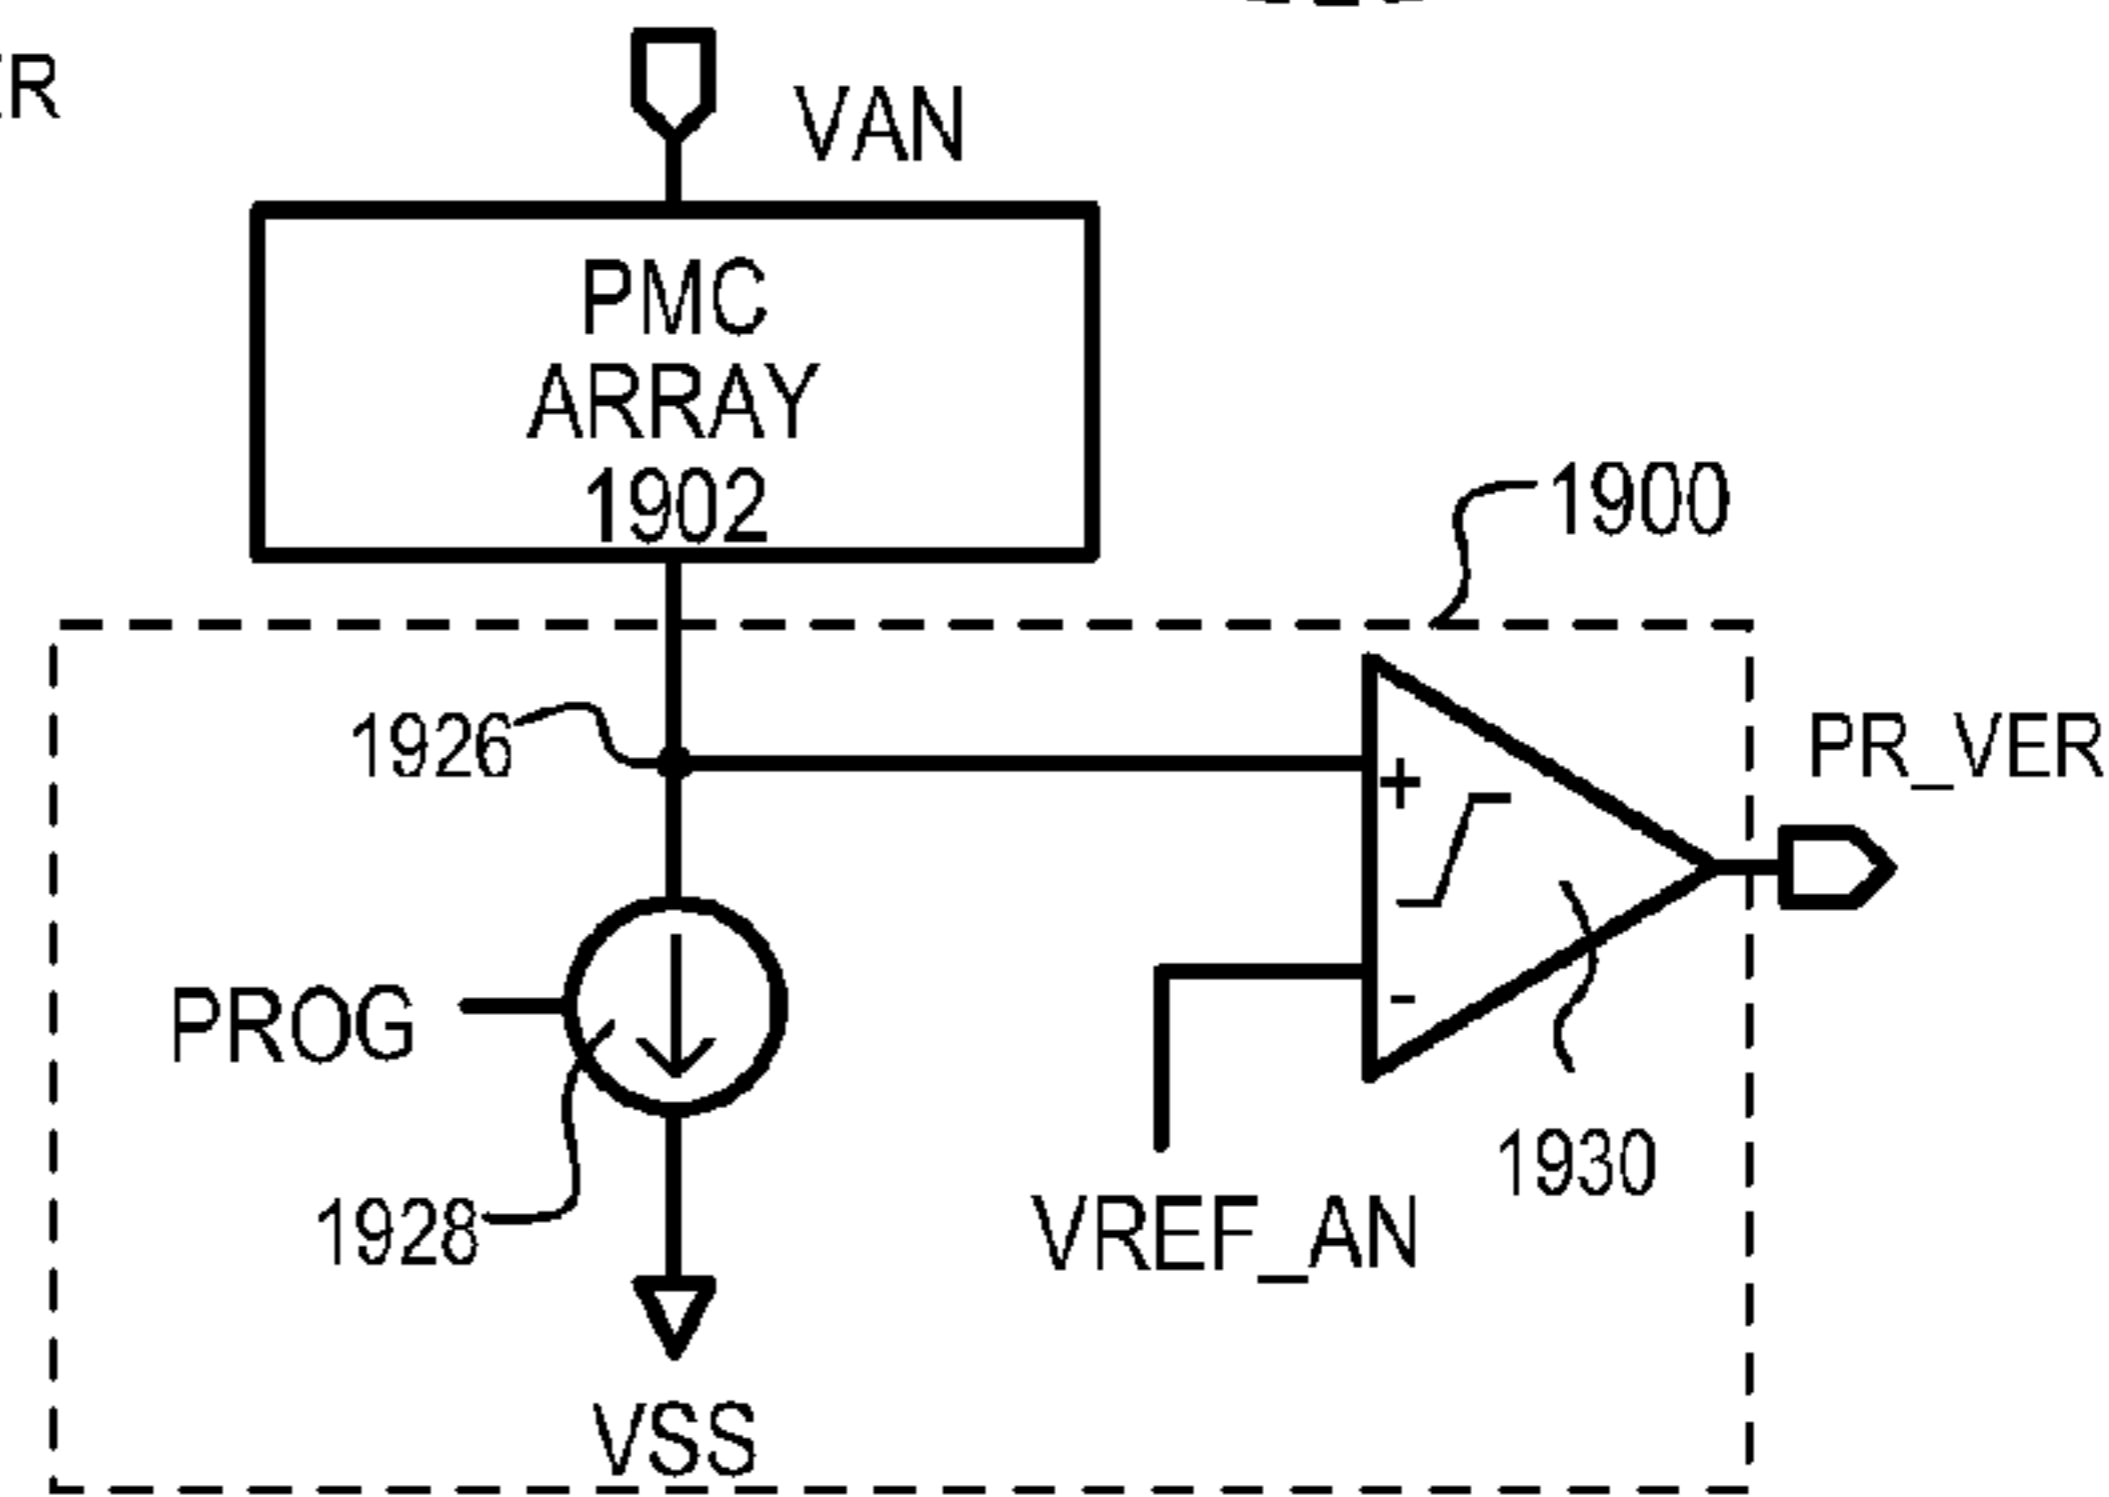 ER
VAN
PMC
ARRAY
1902
1900
1926
PR_VER
+
-
PROG
1930
1928
VREF_AN
VSS